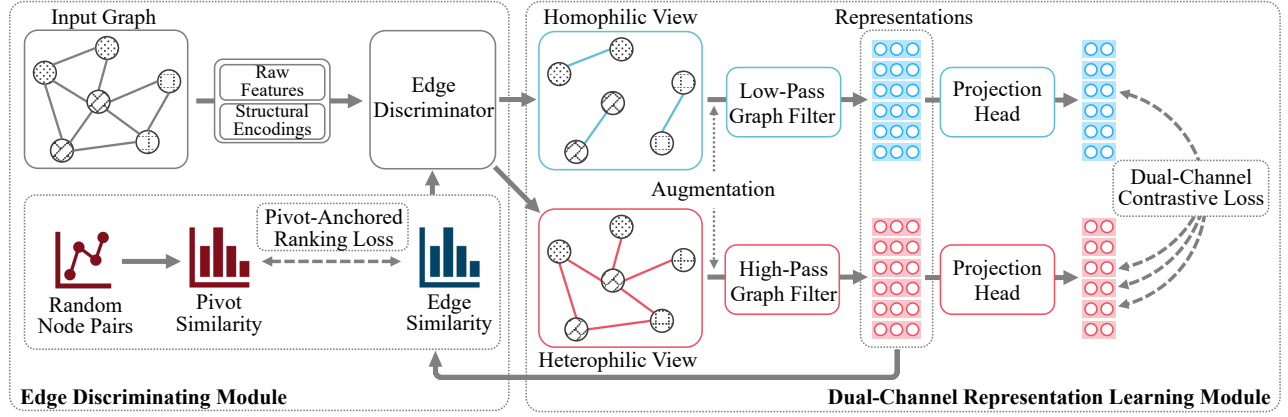 Input Graph
Raw
Features
Structural
Encodings
Edge
Discriminator
Pivot-Anchored
Ranking Loss
Random
Node Pairs
Pivot
Similarity
Edge
Similarity
Edge Discriminating Module
Homophilic View
Representations
Low-Pass
Graph Filter
Projection
Head
Augmentation
Dual-Channel
Contrastive Loss
High-Pass
Graph Filter
Projection
Head
Heterophilic View
Dual-Channel Representation Learning Module